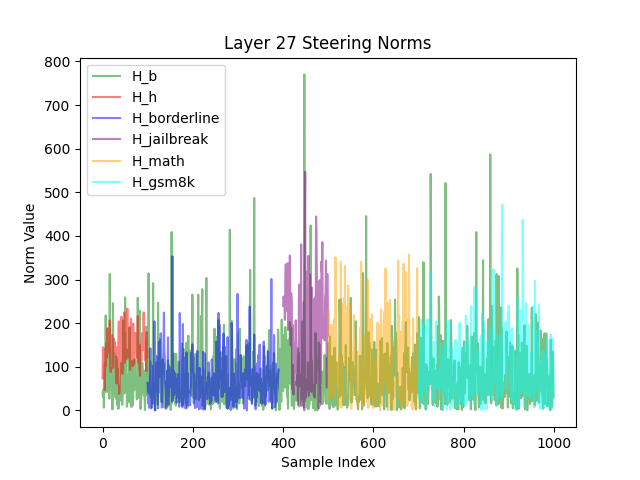 Layer 27 Steering Norms
800
700
600
500
400
300
200
100
0
Norm Value
H_b
H_h
H_borderline
H_jailbreak
H_math
H_gsm8k
0 200 400 600 800 1000
Sample Index